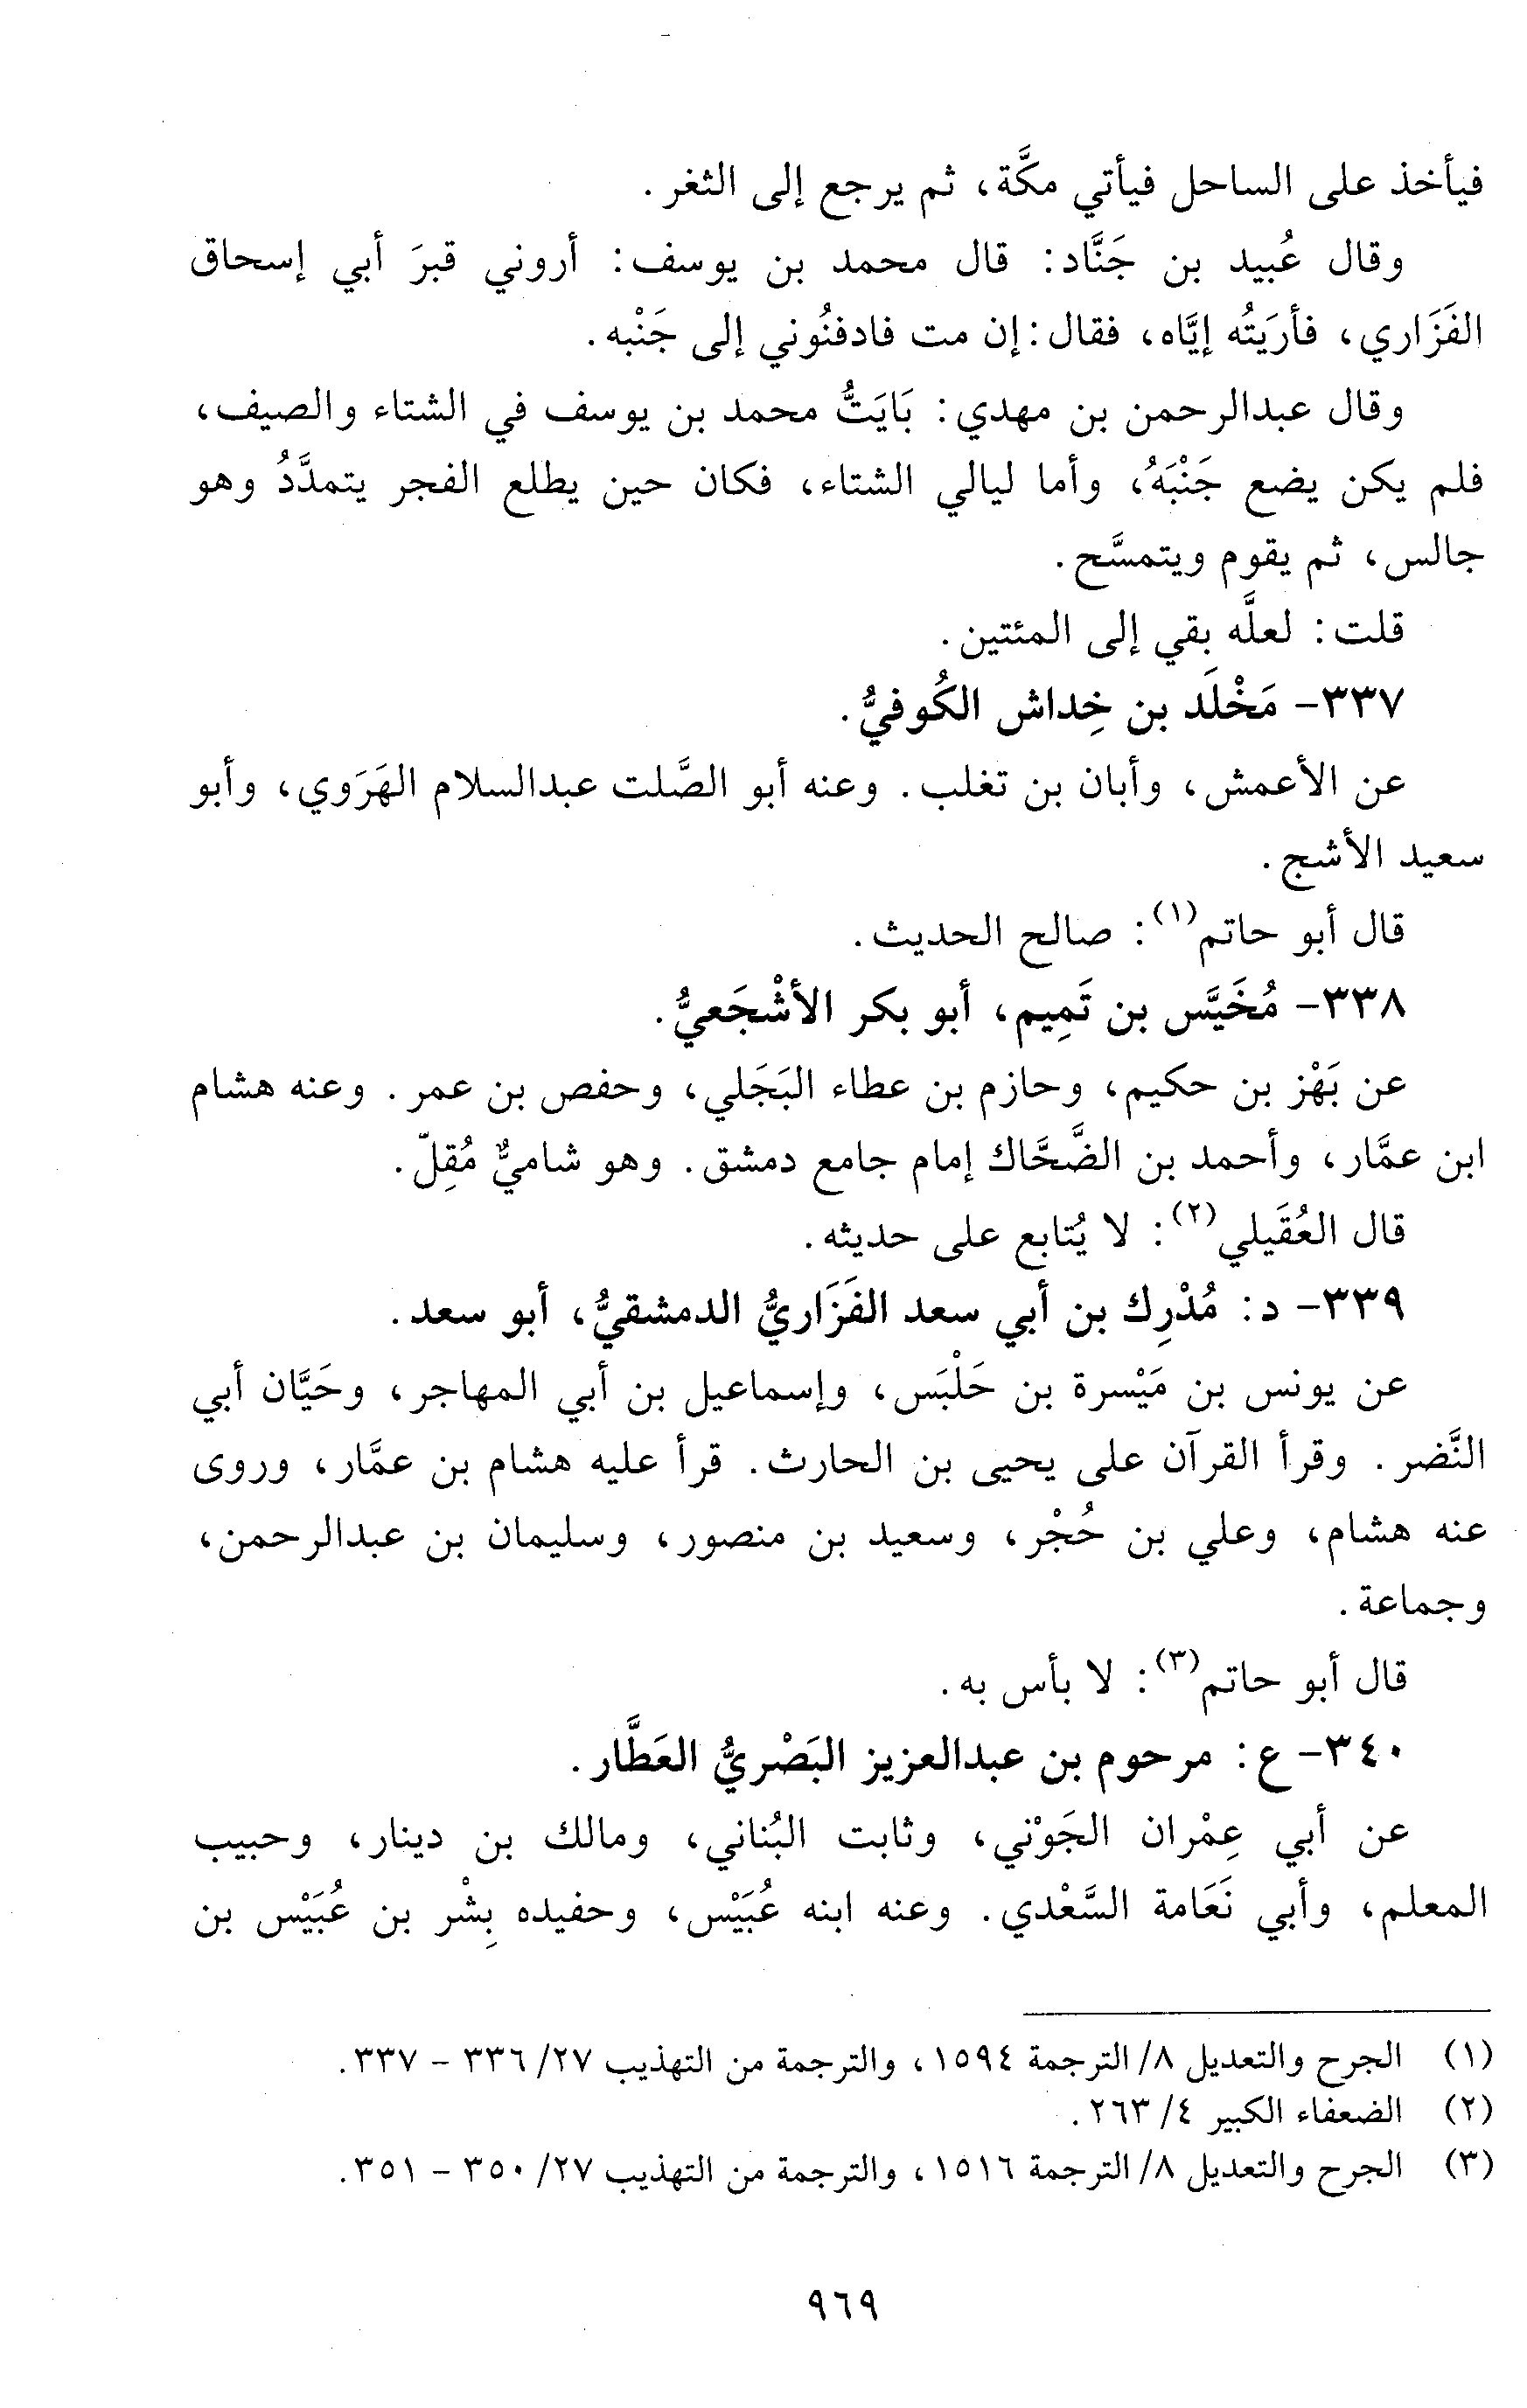 فيأخذ على الساحل فيأتي مكَّة، ثم يرجع إلى الثغر.
وقال عُبيد بن جَنَّاد: قال محمد بن يوسف: أروني قبرَ أبي إسحاق
الفَزَاري، فأرَيتُه إيَّاه، فقال: إن مت فادفنُوني إلى جَنْبه.
وقال عبدالرحمن بن مهدي: بَايَتُّ محمد بن يوسف في الشتاء والصيف،
فلم يكن يضع جَنْبَهُ، وأما ليالي الشتاء، فكان حين يطلع الفجر يتمدَّدُ وهو
جالس، ثم يقوم ويتمسَّح.
قلت: لعلَّه بقي إلى المئتين.
٣٣٧- مَخْلَد بن خِداش الكُوفيُّ.
عن الأعمش، وأبان بن تغلب. وعنه أبو الصَّلت عبدالسلام الهَرَوي، وأبو
سعيد الأشج.
قال أبو حاتم(١): صالح الحديث.
٣٣٨- مُخَيَّس بن تَمِيم، أبو بكر الأشْجَعيُّ.
عن بَهْز بن حكيم، وحازم بن عطاء البَجَلي، وحفص بن عمر. وعنه هشام
ابن عمَّار، وأحمد بن الضَّحَّاك إمام جامع دمشق. وهو شاميٌّ مُقِلّ.
قال العُقَيلي(٢): لا يُتابع على حديثه.
٣٣٩- د: مُدْرِك بن أبي سعد الفَزَاريُّ الدمشقيُّ، أبو سعد.
عن يونس بن مَيْسرة بن حَلْبَس، وإسماعيل بن أبي المهاجر، وحَيَّان أبي
النَّضر. وقرأ القرآن على يحيى بن الحارث. قرأ عليه هشام بن عمَّار، وروى
عنه هشام، وعلي بن حُجْر، وسعيد بن منصور، وسليمان بن عبدالرحمن،
وجماعة.
قال أبو حاتم(٣): لا بأس به.
٣٤٠- ع: مرحوم بن عبدالعزيز البَصْريُّ العَطَّار.
عن أبي عِمْران الجَوْني، وثابت البُناني، ومالك بن دينار، وحبيب
المعلم، وأبي نَعَامة السَّعْدي. وعنه ابنه عُبَيْس، وحفيده بِشْر بن عُبَيْس بن
(١) الجرح والتعديل ٨/ الترجمة ١٥٩٤، والترجمة من التهذيب ٢٧/ ٣٣٦ - ٣٣٧.
(٢) الضعفاء الكبير ٤/ ٢٦٣.
(٣) الجرح والتعديل ٨/ الترجمة ١٥١٦، والترجمة من التهذيب ٢٧/ ٣٥٠ - ٣٥١.
٩٦٩